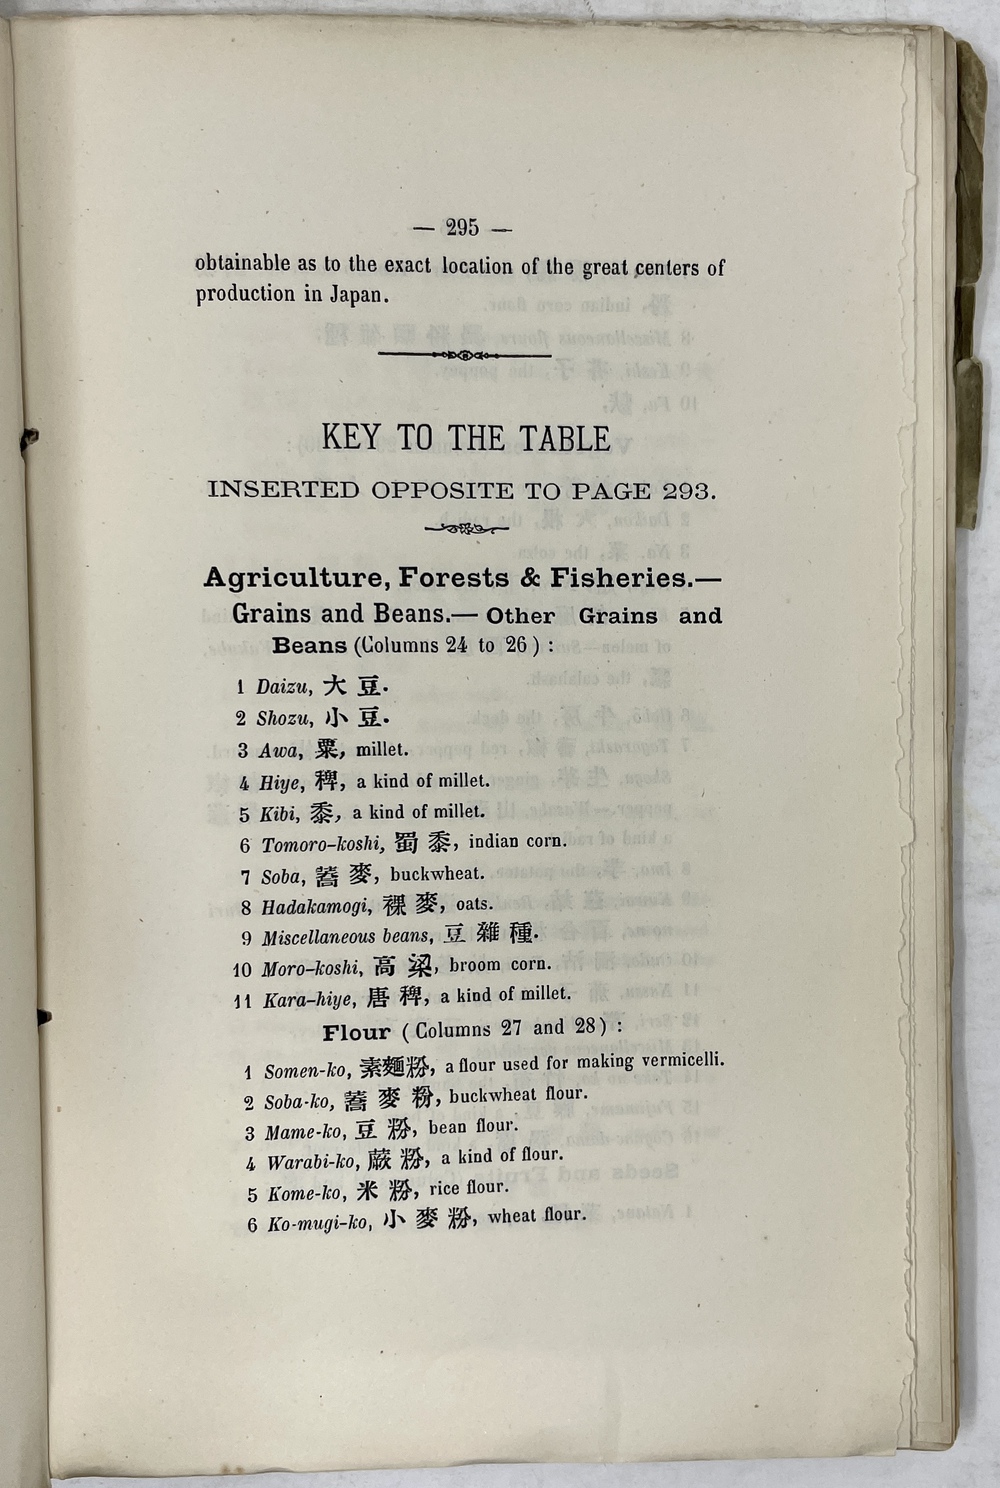 — 295 —
obtainable as to the exact location of the great centers of
production in Japan.
KEY TO THE TABLE
INSERTED OPPOSITE TO PAGE 293.
Agriculture, Forests & Fisheries.—
Grains and Beans.— Other Grains and
Beans (Columns 24 to 26) :
1 Daizu, 大 豆.
2 Shozu, 小 豆.
3 Awa, 粟, millet.
4 Hiye, 稗, a kind of millet.
5 Kibi, 黍, a kind of millet.
6 Tomoro-koshi, 蜀 黍, indian corn.
7 Soba, 蕎 麥, buckwheat.
8 Hadakamogi, 裸 麥, oats.
9 Miscellaneous beans, 豆 雜 種.
10 Moro-koshi, 高 梁, broom corn.
11 Kara-hiye, 唐 稗, a kind of millet.
Flour (Columns 27 and 28) :
1 Somen-ko, 素麵粉, a flour used for making vermicelli.
2 Soba-ko, 蕎 麥 粉, buckwheat flour.
3 Mame-ko, 豆 粉, bean flour.
4 Warabi-ko, 蕨 粉, a kind of flour.
5 Kome-ko, 米 粉, rice flour.
6 Ko-mugi-ko, 小 麥 粉, wheat flour.